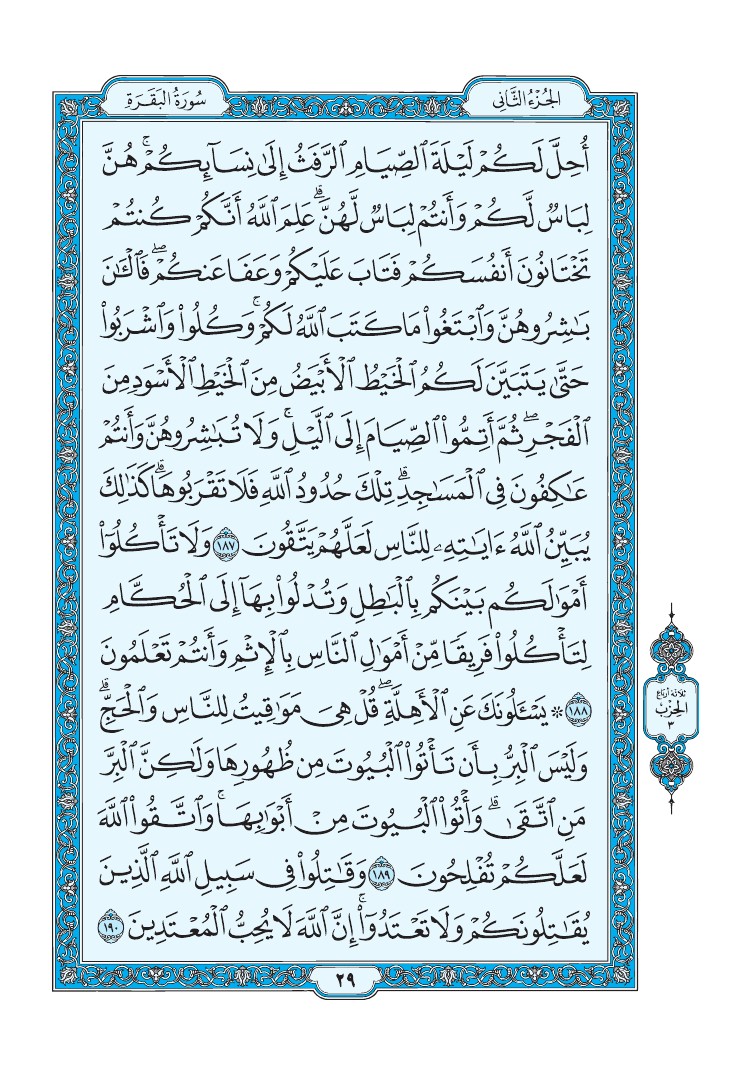 الجُزْءُ الثَّانِي
سُورَةُ البَقَرَةِ
أُحِلَّ لَكُمْ لَيْلَةَ ٱلصِّيَامِ ٱلرَّفَثُ إِلَىٰ نِسَآئِكُمْۚ هُنَّ
لِبَاسٌ لَّكُمْ وَأَنتُمْ لِبَاسٌ لَّهُنَّۗ عَلِمَ ٱللَّهُ أَنَّكُمْ كُنتُمْ
تَخْتَانُونَ أَنفُسَكُمْ فَتَابَ عَلَيْكُمْ وَعَفَا عَنكُمْۖ فَٱلْـَٰٔنَ
بَـٰشِرُوهُنَّ وَٱبْتَغُوا۟ مَا كَتَبَ ٱللَّهُ لَكُمْۚ وَكُلُوا۟ وَٱشْرَبُوا۟
حَتَّىٰ يَتَبَيَّنَ لَكُمُ ٱلْخَيْطُ ٱلْأَبْيَضُ مِنَ ٱلْخَيْطِ ٱلْأَسْوَدِ مِنَ
ٱلْفَجْرِۖ ثُمَّ أَتِمُّوا۟ ٱلصِّيَامَ إِلَى ٱلَّيْلِۚ وَلَا تُبَـٰشِرُوهُنَّ وَأَنتُمْ
عَـٰكِفُونَ فِى ٱلْمَسَـٰجِدِۗ تِلْكَ حُدُودُ ٱللَّهِ فَلَا تَقْرَبُوهَاۗ كَذَٰلِكَ
يُبَيِّنُ ٱللَّهُ ءَايَـٰتِهِۦ لِلنَّاسِ لَعَلَّهُمْ يَتَّقُونَ ١٨٧ وَلَا تَأْكُلُوٓا۟
أَمْوَٰلَكُم بَيْنَكُم بِٱلْبَـٰطِلِ وَتُدْلُوا۟ بِهَآ إِلَى ٱلْحُكَّامِ
لِتَأْكُلُوا۟ فَرِيقًا مِّنْ أَمْوَٰلِ ٱلنَّاسِ بِٱلْإِثْمِ وَأَنتُمْ تَعْلَمُونَ
١٨٨ ۞ يَسْـَٔلُونَكَ عَنِ ٱلْأَهِلَّةِۖ قُلْ هِىَ مَوَٰقِيتُ لِلنَّاسِ وَٱلْحَجِّۗ
وَلَيْسَ ٱلْبِرُّ بِأَن تَأْتُوا۟ ٱلْبُيُوتَ مِن ظُهُورِهَا وَلَـٰكِنَّ ٱلْبِرَّ
مَنِ ٱتَّقَىٰۗ وَأْتُوا۟ ٱلْبُيُوتَ مِنْ أَبْوَٰبِهَاۚ وَٱتَّقُوا۟ ٱللَّهَ
لَعَلَّكُمْ تُفْلِحُونَ ١٨٩ وَقَـٰتِلُوا۟ فِى سَبِيلِ ٱللَّهِ ٱلَّذِينَ
يُقَـٰتِلُونَكُمْ وَلَا تَعْتَدُوٓا۟ۚ إِنَّ ٱللَّهَ لَا يُحِبُّ ٱلْمُعْتَدِينَ ١٩٠
ثلاثة أرباع
الحزب
٣
٢٩